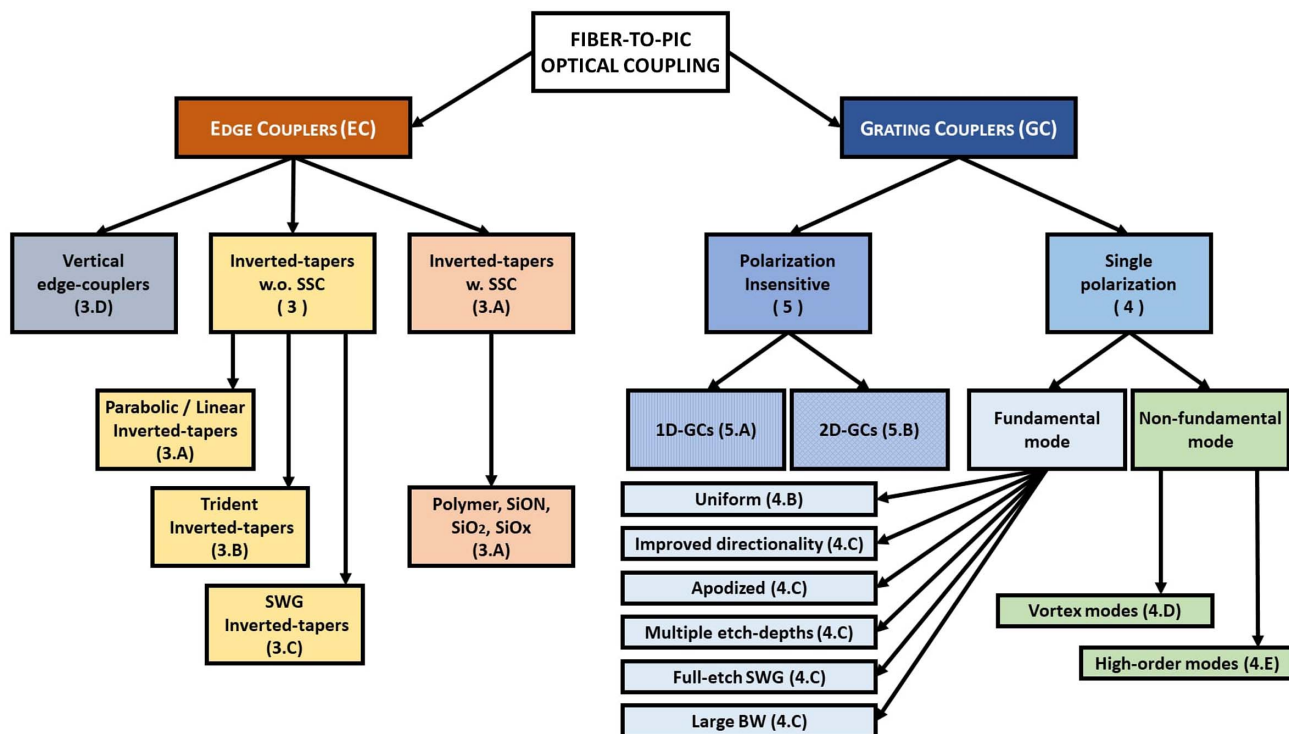 FIBER-TO-PIC
OPTICAL COUPLING
EDGE COUPLERS (EC)
GRATING COUPLERS (GC)
Vertical
edge-couplers
(3.D)
Inverted-tapers
w.o. SSC
( 3 )
Inverted-tapers
w. SSC
(3.A)
Polarization
Insensitive
( 5 )
Single
polarization
( 4 )
Parabolic / Linear
Inverted-tapers
(3.A)
Trident
Inverted-tapers
(3.B)
SWG
Inverted-tapers
(3.C)
Polymer, SiON,
SiO2, SiOx
(3.A)
1D-GCs (5.A)
2D-GCs (5.B)
Fundamental
mode
Non-fundamental
mode
Uniform (4.B)
Improved directionality (4.C)
Apodized (4.C)
Multiple etch-depths (4.C)
Full-etch SWG (4.C)
Large BW (4.C)
Vortex modes (4.D)
High-order modes (4.E)